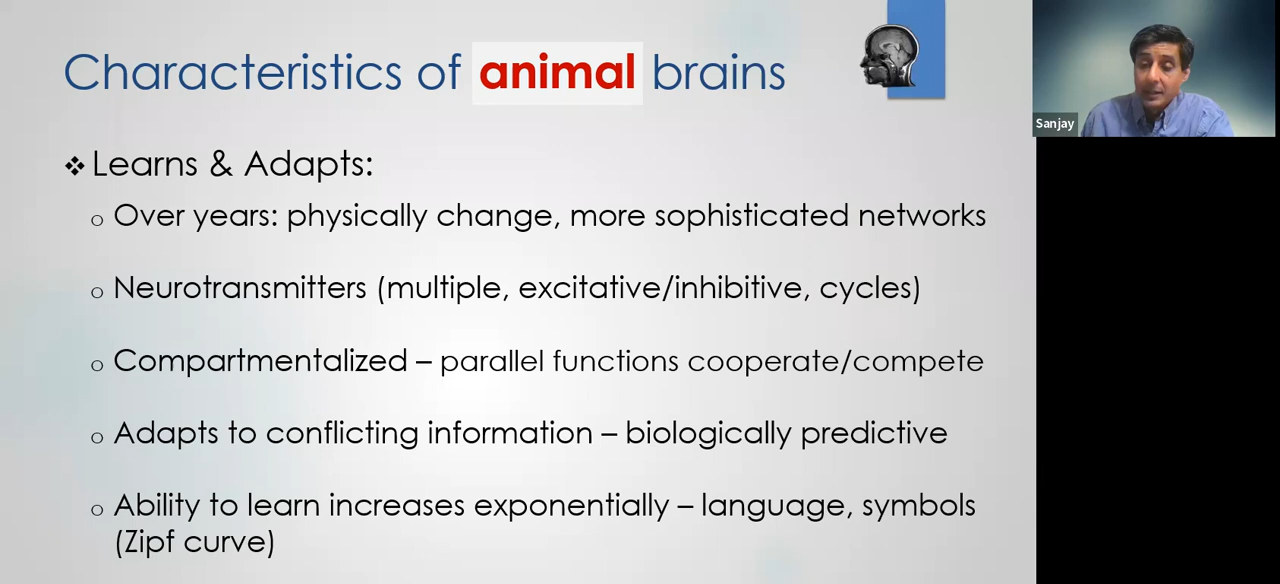 Characteristics of animal brains
Sanjay
❖ Learns & Adapts:
o Over years: physically change, more sophisticated networks
o Neurotransmitters (multiple, excitative/inhibitive, cycles)
o Compartmentalized – parallel functions cooperate/compete
o Adapts to conflicting information – biologically predictive
o Ability to learn increases exponentially – language, symbols
(Zipf curve)